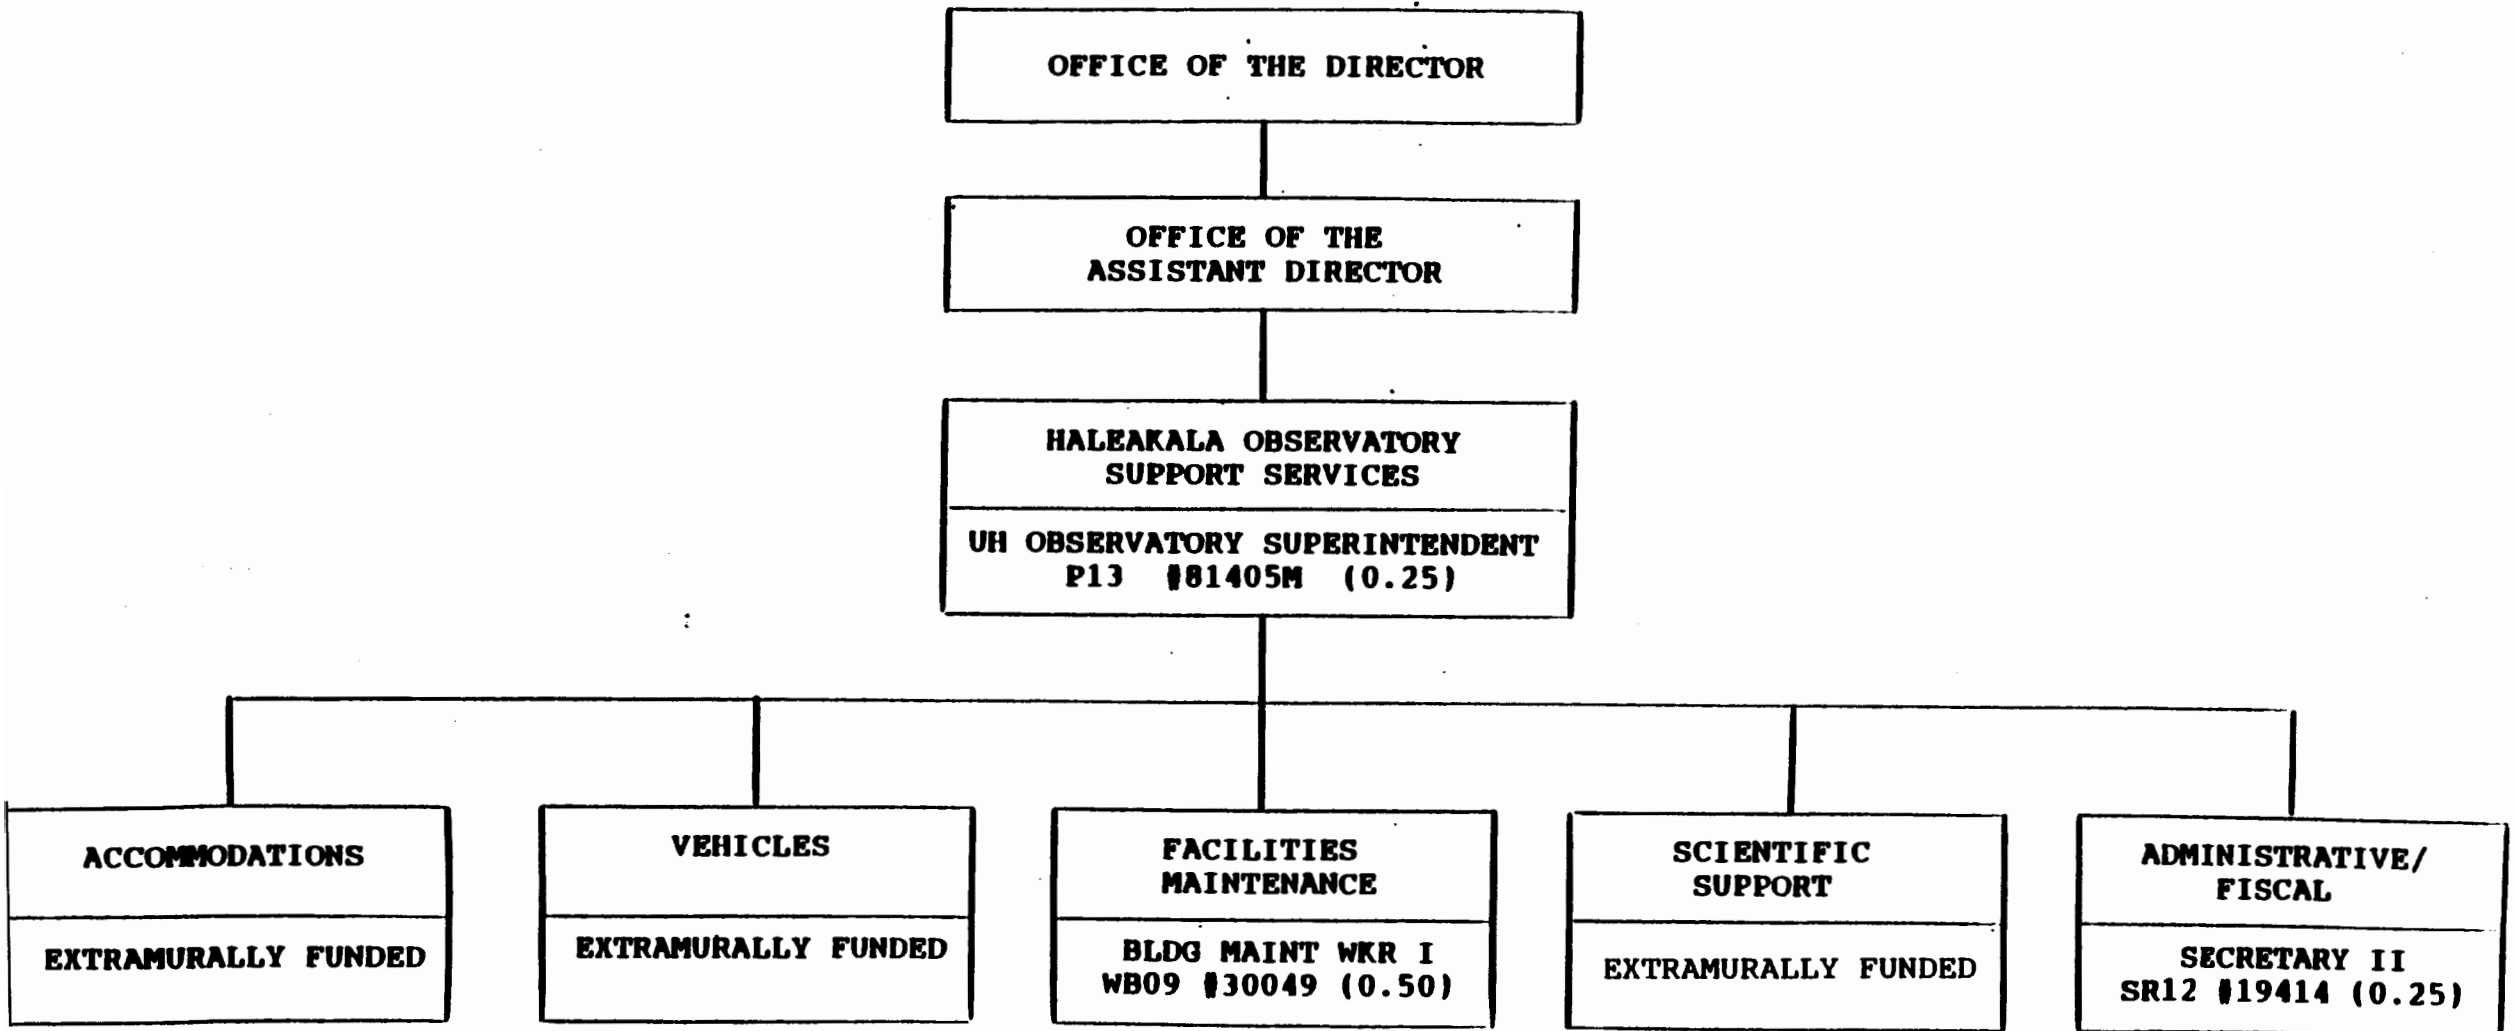 OFFICE OF THE DIRECTOR
OFFICE OF THE
ASSISTANT DIRECTOR
HALEAKALA OBSERVATORY
SUPPORT SERVICES
UH OBSERVATORY SUPERINTENDENT
P13 #81405M (0.25)
ACCOMMODATIONS
EXTRAMURALLY FUNDED
VEHICLES
EXTRAMURALLY FUNDED
FACILITIES
MAINTENANCE
BLDG MAINT WKR I
WB09 #30049 (0.50)
SCIENTIFIC
SUPPORT
EXTRAMURALLY FUNDED
ADMINISTRATIVE/
FISCAL
SECRETARY II
SR12 #19414 (0.25)